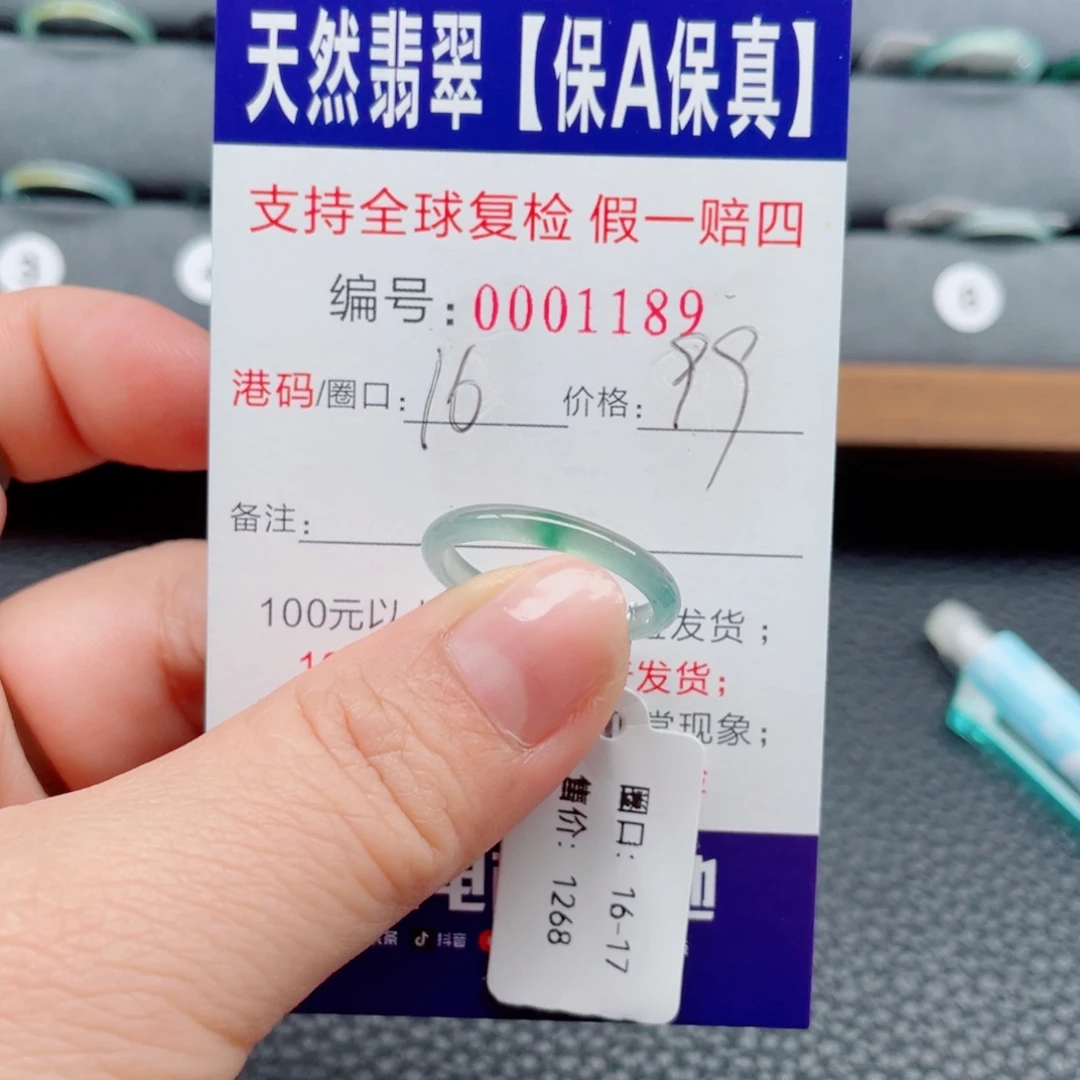 天然翡翠【保A保真】
支持全球复检 假一赔四
编号：0001189
港码/圈口：16 价格：99
备注：
100元以 发货；
发货；
常现象；
圈口：16-17
售价：1268